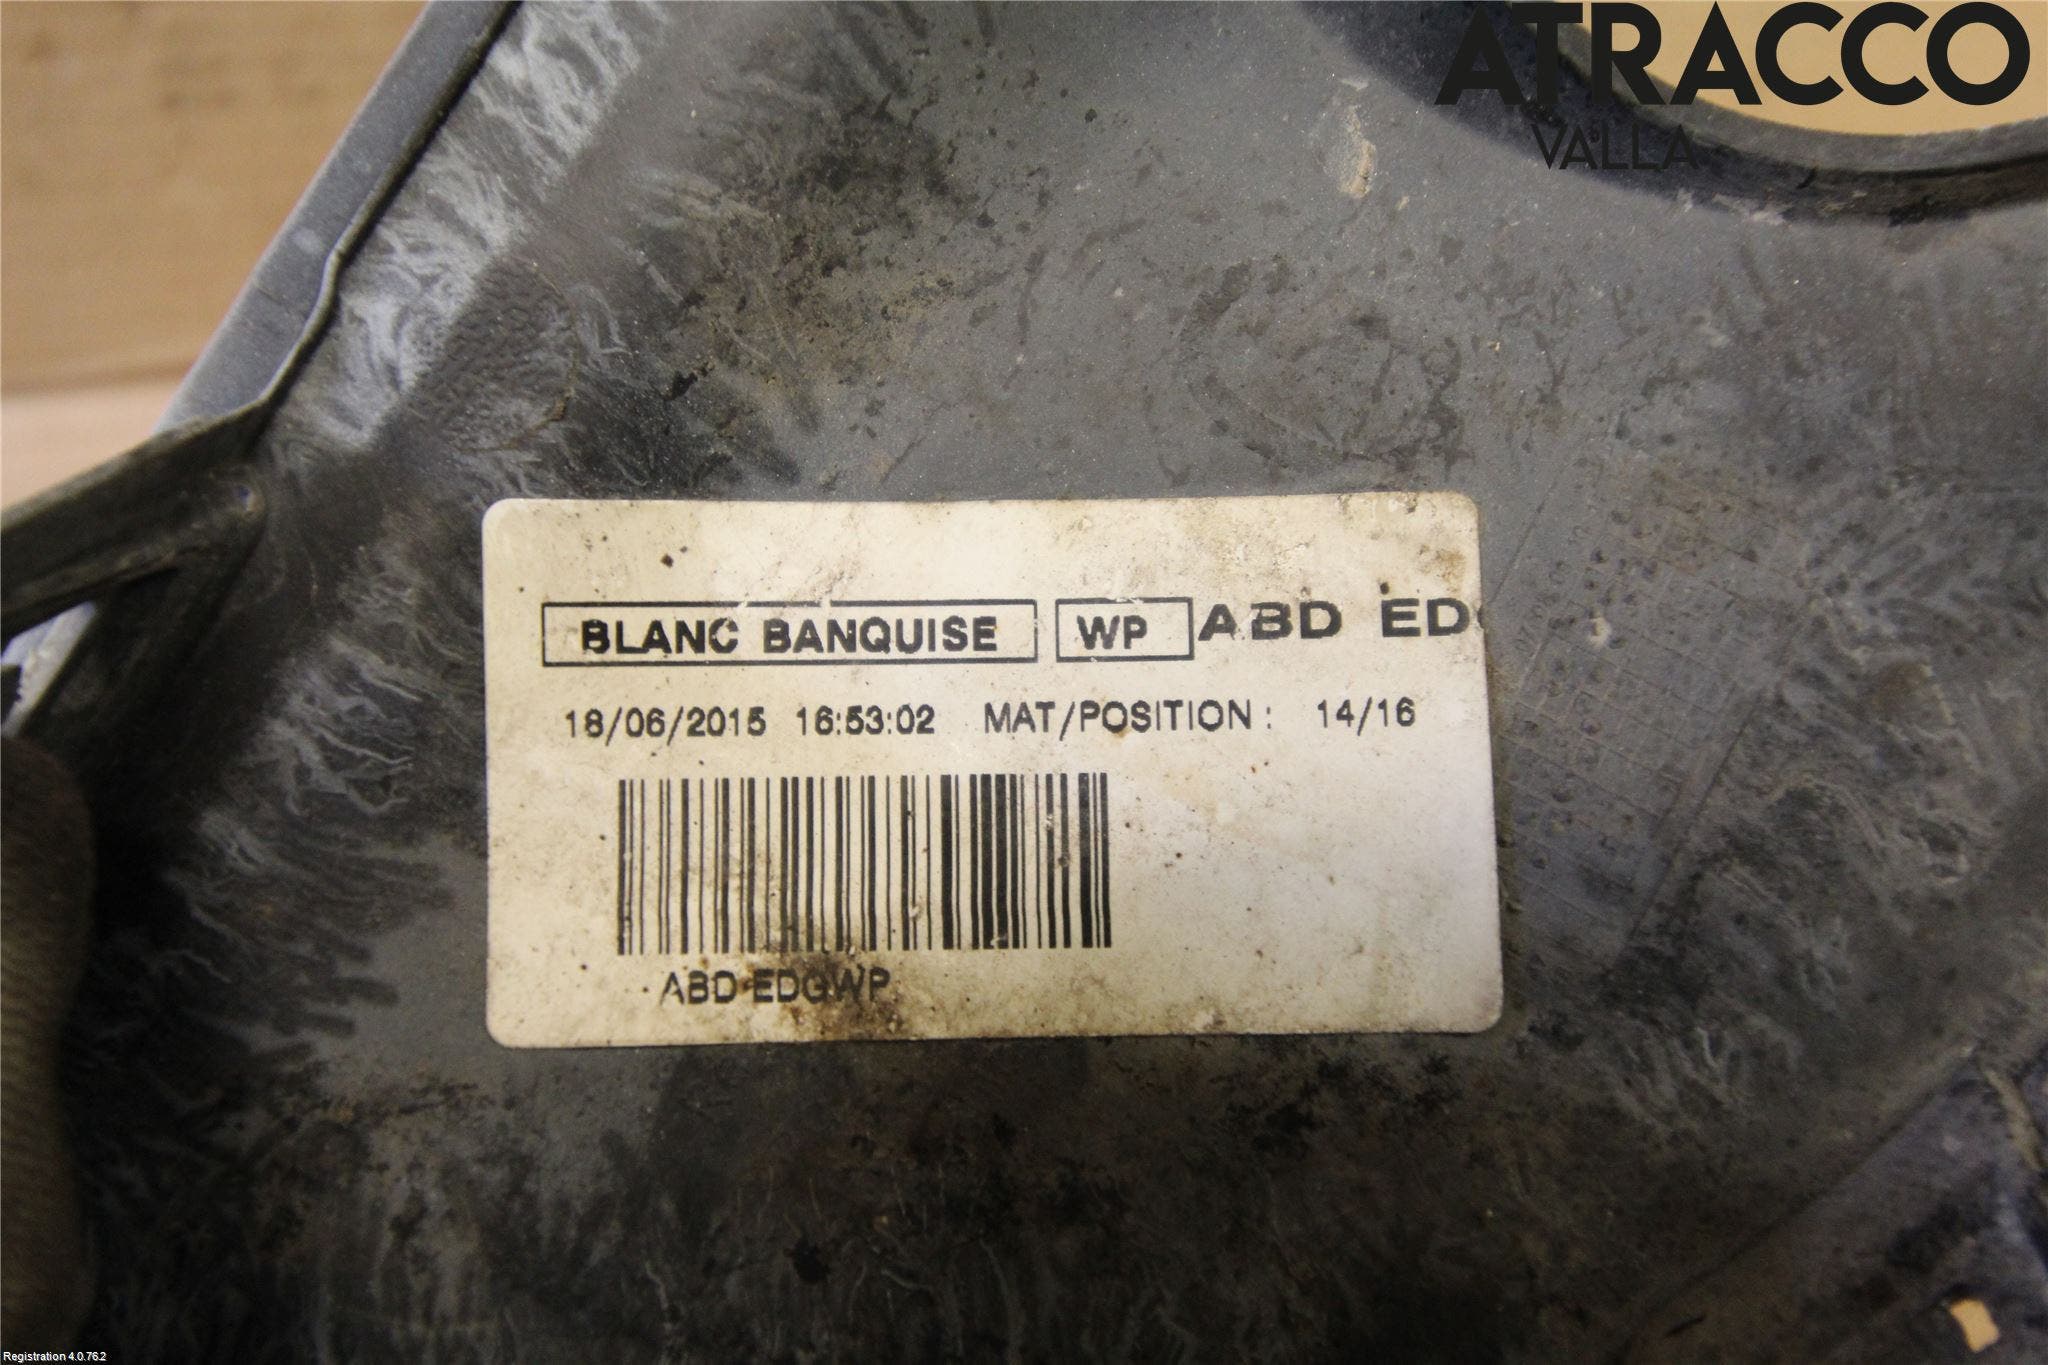 ATRACCO
VALLA
BLANC BANQUISE WP ABD ED
18/06/2015 16:53:02 MAT/POSITION : 14/16
ABD EDGWP
Registration 4.0.76.2